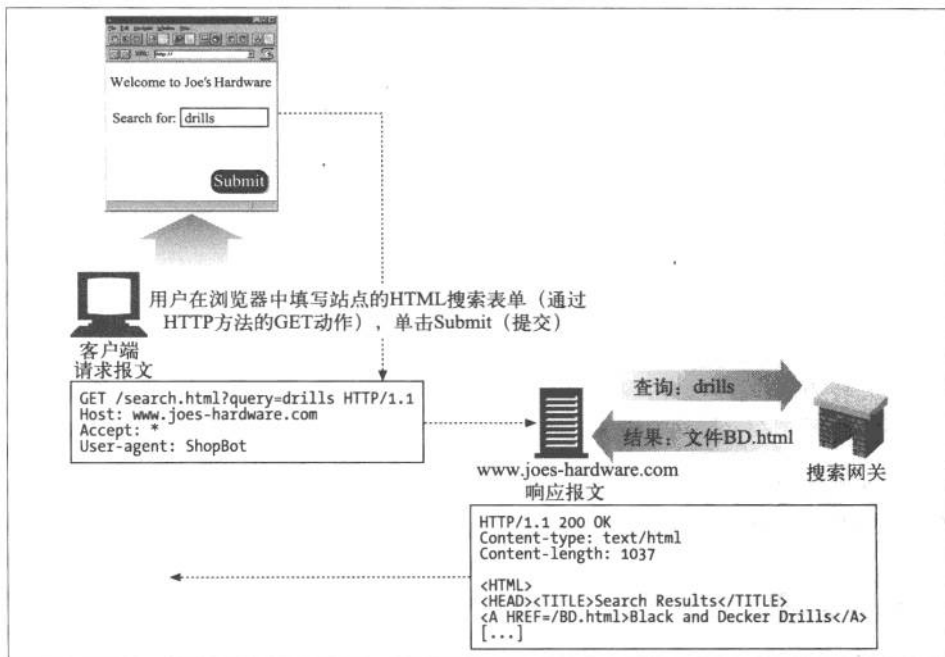 Welcome to Joe's Hardware
Search for: drills
Submit
用户在浏览器中填写站点的HTML搜索表单（通过
HTTP方法的GET动作），单击Submit（提交）
客户端
请求报文
GET /search.html?query=drills HTTP/1.1
Host: www.joes-hardware.com
Accept: *
User-agent: ShopBot
查询：drills
结果：文件BD.html
搜索网关
www.joes-hardware.com
响应报文
HTTP/1.1 200 OK
Content-type: text/html
Content-length: 1037
<HTML>
<HEAD><TITLE>Search Results</TITLE>
<A HREF=/BD.html>Black and Decker Drills</A>
[...]